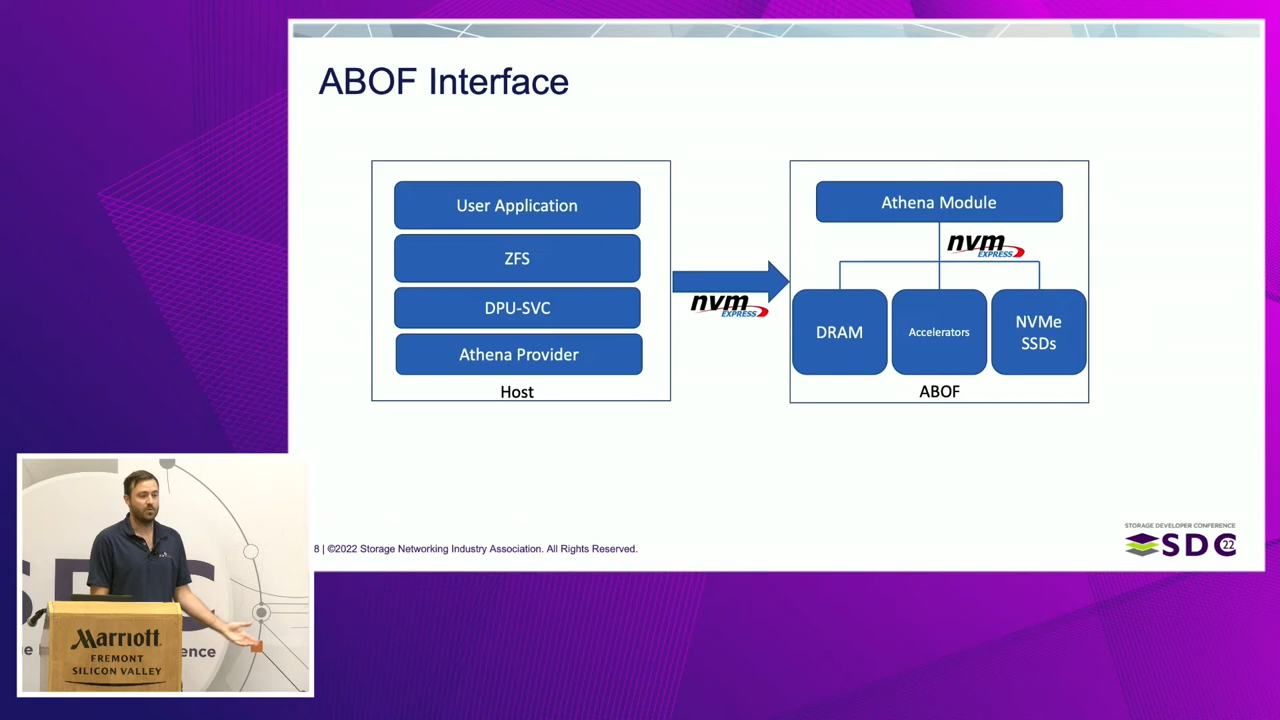 ABOF Interface
User Application
ZFS
DPU-SVC
Athena Provider
Host
nvm
EXPRESS
Athena Module
nvm
EXPRESS
DRAM
Accelerators
NVMe
SSDs
ABOF
8 | ©2022 Storage Networking Industry Association. All Rights Reserved.
STORAGE DEVELOPER CONFERENCE
SDC 22
Marriott
FREMONT
SILICON VALLEY